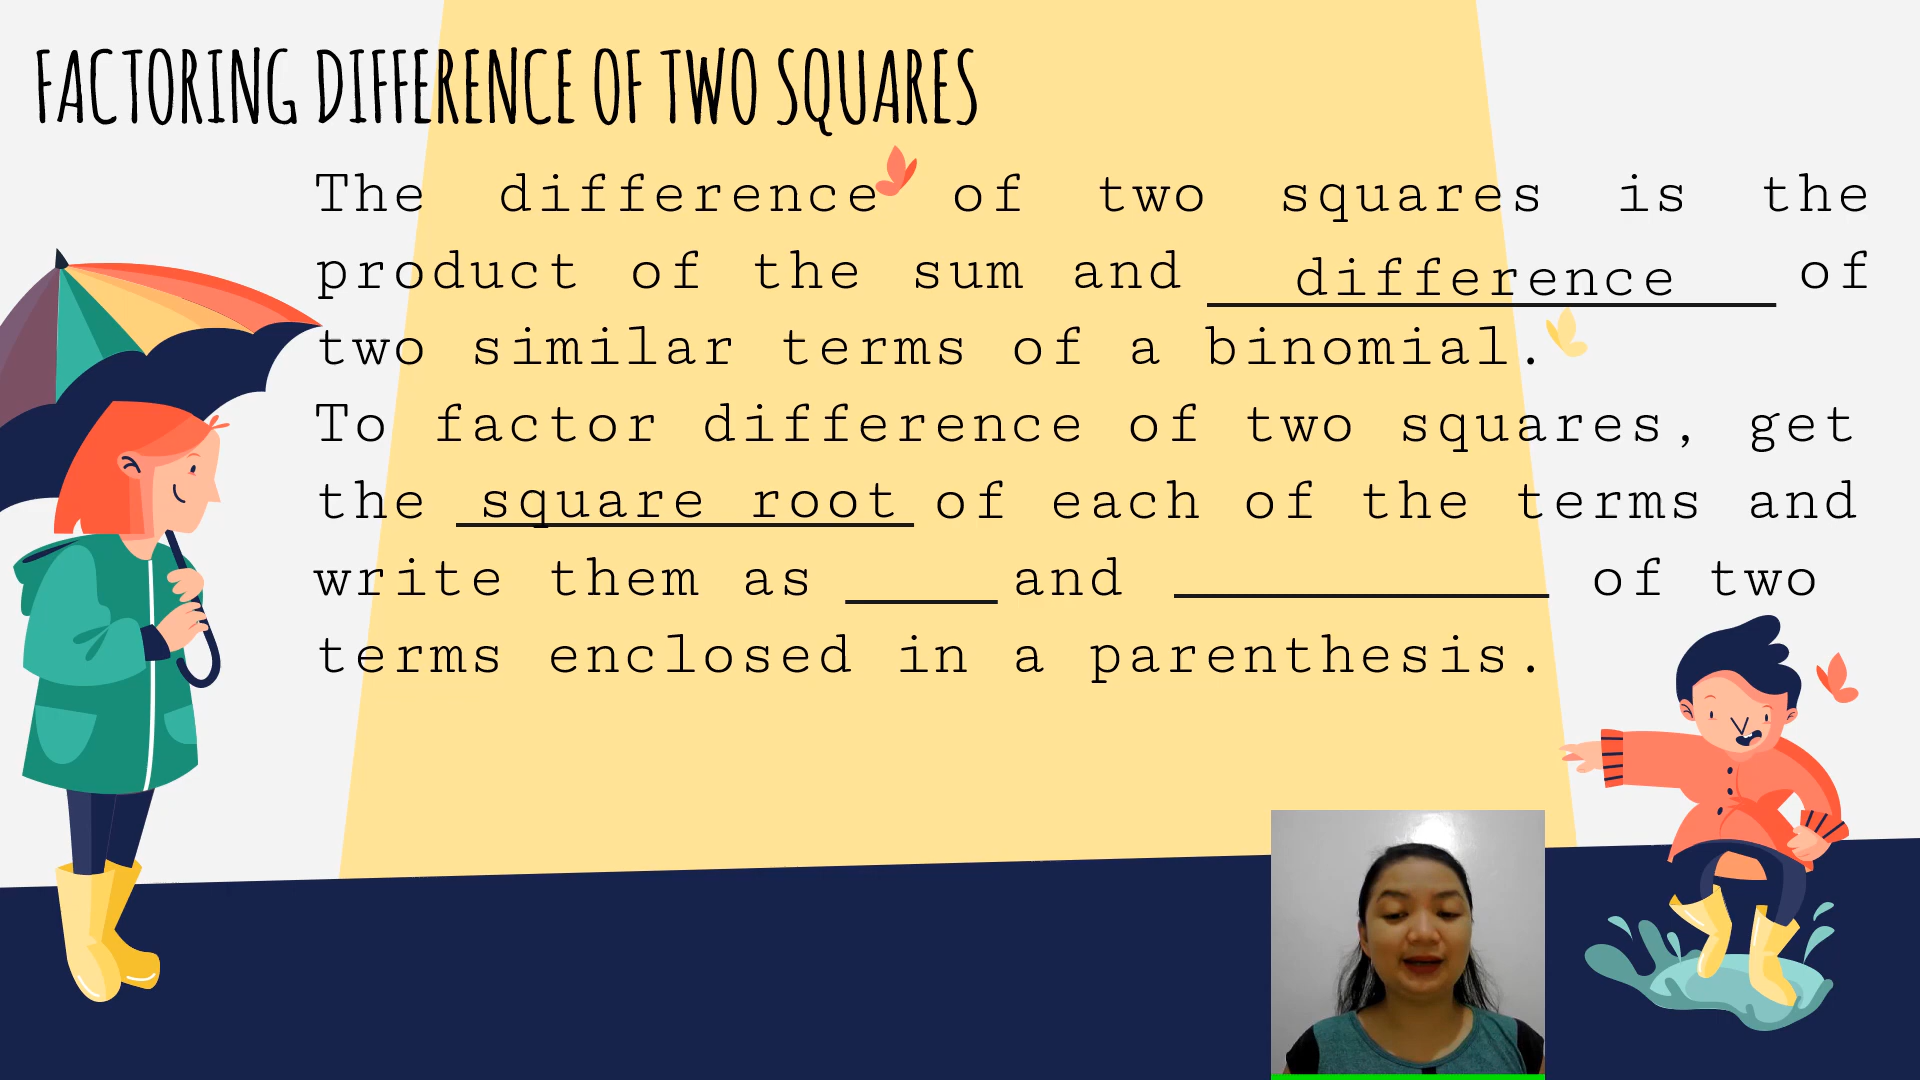 FACTORING DIFFERENCE OF TWO SQUARES
The difference of two squares is the
product of the sum and difference of
two similar terms of a binomial.
To factor difference of two squares, get
the square root of each of the terms and
write them as _____ and __________ of two
terms enclosed in a parenthesis.